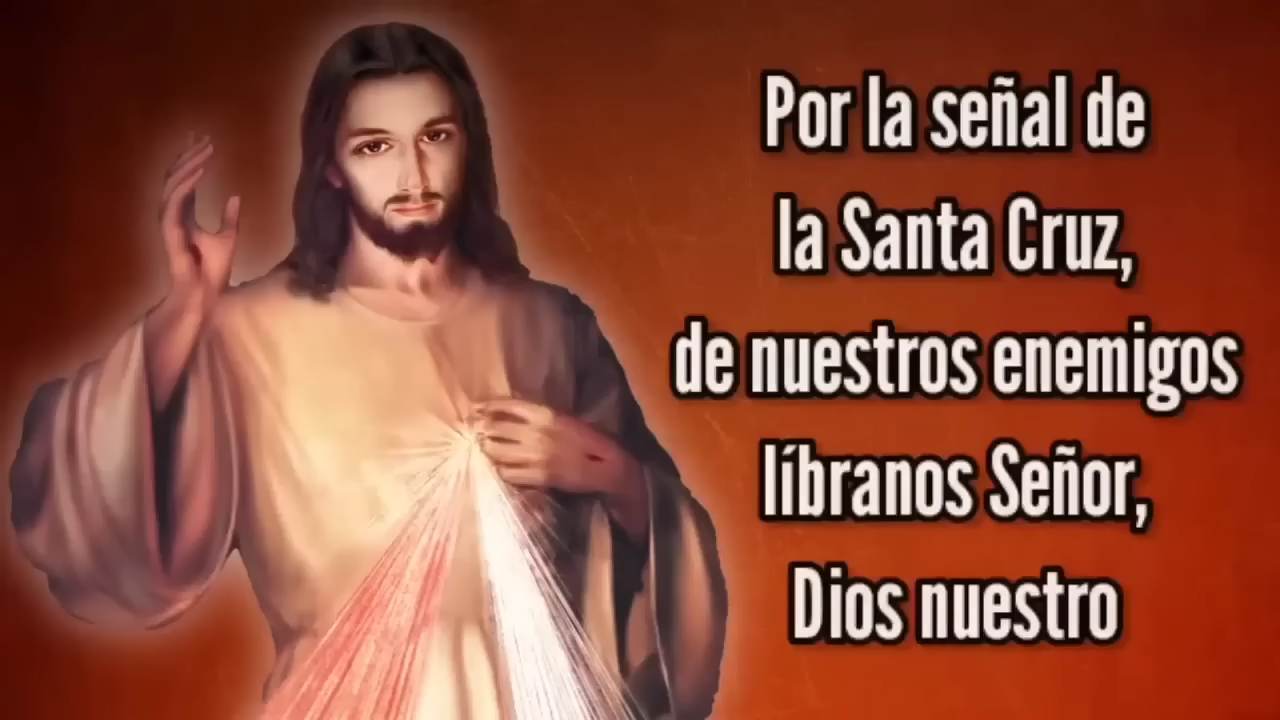 Por la señal de
la Santa Cruz,
de nuestros enemigos
líbranos Señor,
Dios nuestro